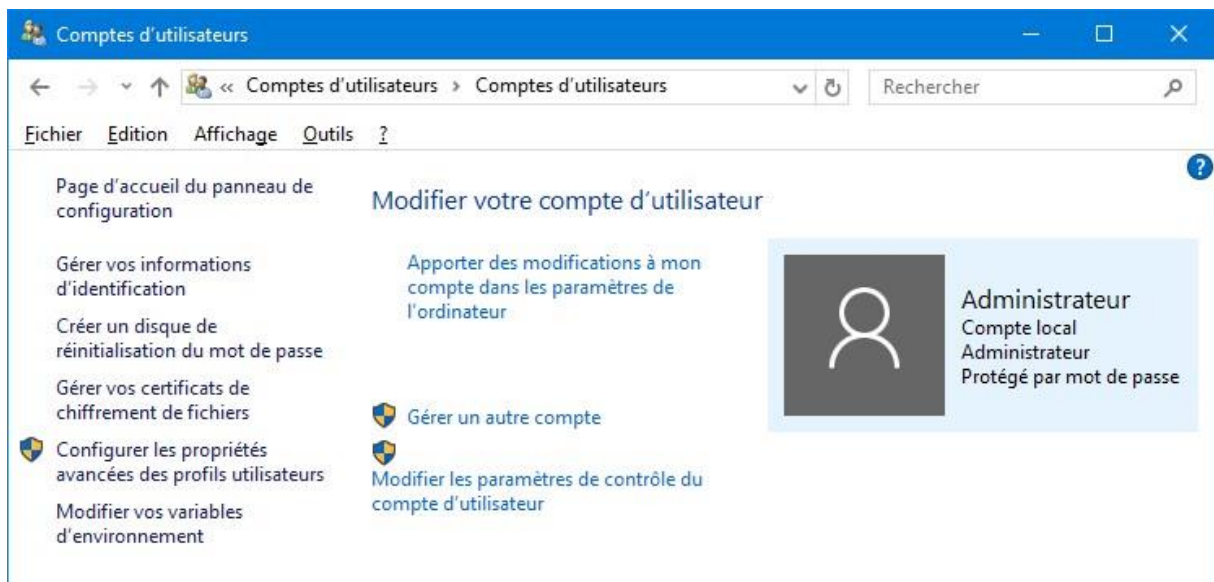 Comptes d'utilisateurs
« Comptes d'utilisateurs > Comptes d'utilisateurs
Rechercher
Fichier Edition Affichage Outils ?
?
Page d'accueil du panneau de
configuration
Gérer vos informations
d'identification
Créer un disque de
réinitialisation du mot de passe
Gérer vos certificats de
chiffrement de fichiers
Configurer les propriétés
avancées des profils utilisateurs
Modifier vos variables
d'environnement
Modifier votre compte d'utilisateur
Apporter des modifications à mon
compte dans les paramètres de
l'ordinateur
Gérer un autre compte
Modifier les paramètres de contrôle du
compte d'utilisateur
Administrateur
Compte local
Administrateur
Protégé par mot de passe